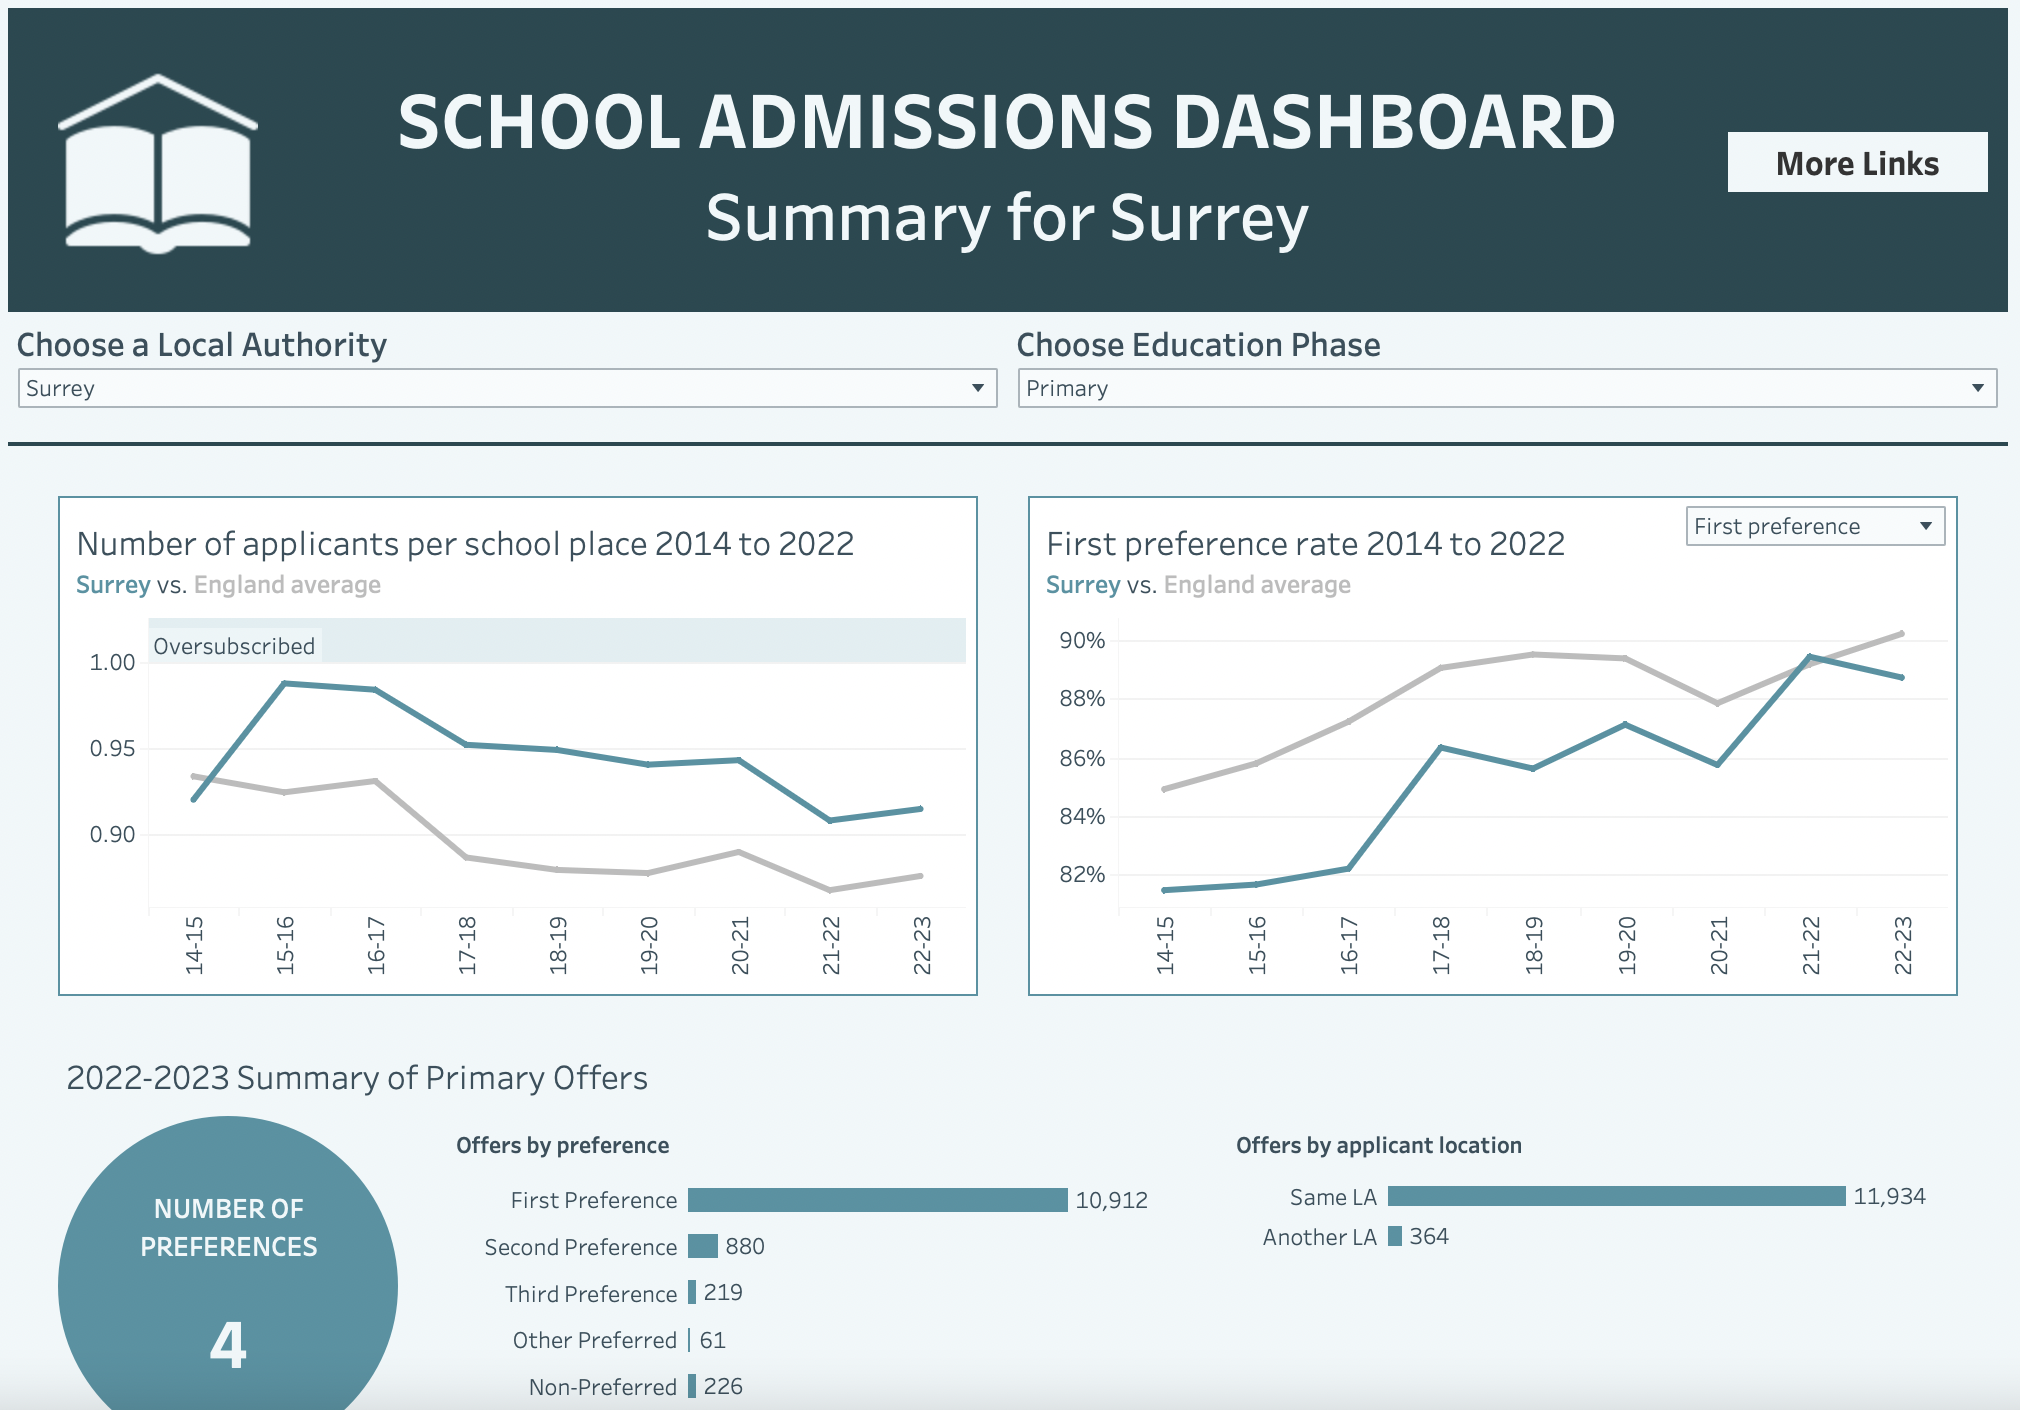 SCHOOL ADMISSIONS DASHBOARD
Summary for Surrey
More Links
Choose a Local Authority
Surrey
Choose Education Phase
Primary
Number of applicants per school place 2014 to 2022
Surrey vs. England average
Oversubscribed
1.00
0.95
0.90
14-15
15-16
16-17
17-18
18-19
19-20
20-21
21-22
22-23
First preference rate 2014 to 2022
First preference
Surrey vs. England average
90%
88%
86%
84%
82%
14-15
15-16
16-17
17-18
18-19
19-20
20-21
21-22
22-23
2022-2023 Summary of Primary Offers
NUMBER OF
PREFERENCES
4
Offers by preference
First Preference 10,912
Second Preference 880
Third Preference 219
Other Preferred 61
Non-Preferred 226
Offers by applicant location
Same LA 11,934
Another LA 364